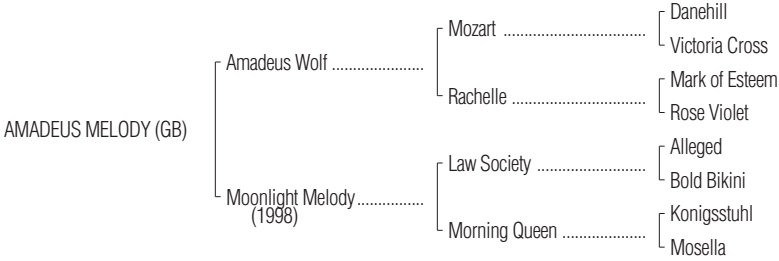 Danehill
Mozart ..................................
Victoria Cross
Amadeus Wolf ......................
Mark of Esteem
Rachelle ................................
Rose Violet
AMADEUS MELODY (GB)
Alleged
Law Society ..........................
Bold Bikini
Moonlight Melody................
(1998)
Konigsstuhl
Morning Queen ....................
Mosella